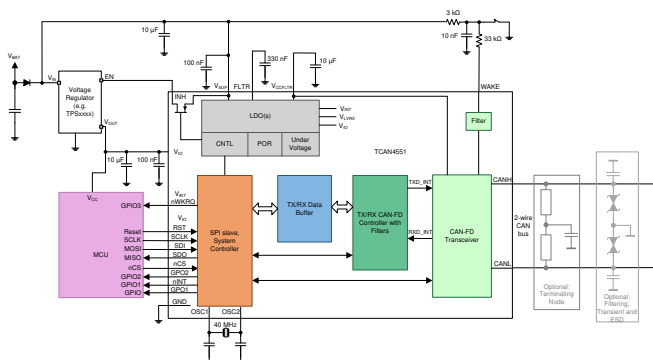 3 kΩ
10 µF
10 nF
33 kΩ
VBAT
100 nF
330 nF
10 µF
VIN
Voltage
Regulator
(e.g.
TPSxxxx)
EN
VOUT
INH
VSUP
FLTR
VCCFLTR
WAKE
LDO(s)
VINT
VLVRX
VIO
CNTL
POR
Under
Voltage
Filter
TCAN4551
10 µF
100 nF
VIO
VCC
MCU
GPIO3
Reset
SCLK
MOSI
MISO
nCS
GPIO2
GPIO1
GPIO
VINT
nWKRQ
VIO
RST
SCLK
SDI
SDO
nCS
GPO2
nINT
GPO1
GND
SPI slave,
System
Controller
TX/RX Data
Buffer
TX/RX CAN-FD
Controller with
Filters
TXD_INT
RXD_INT
CAN-FD
Transceiver
CANH
2-wire
CAN
bus
CANL
OSC1
OSC2
40 MHz
Optional:
Terminating
Node
Optional:
Filtering,
Transient and
ESD